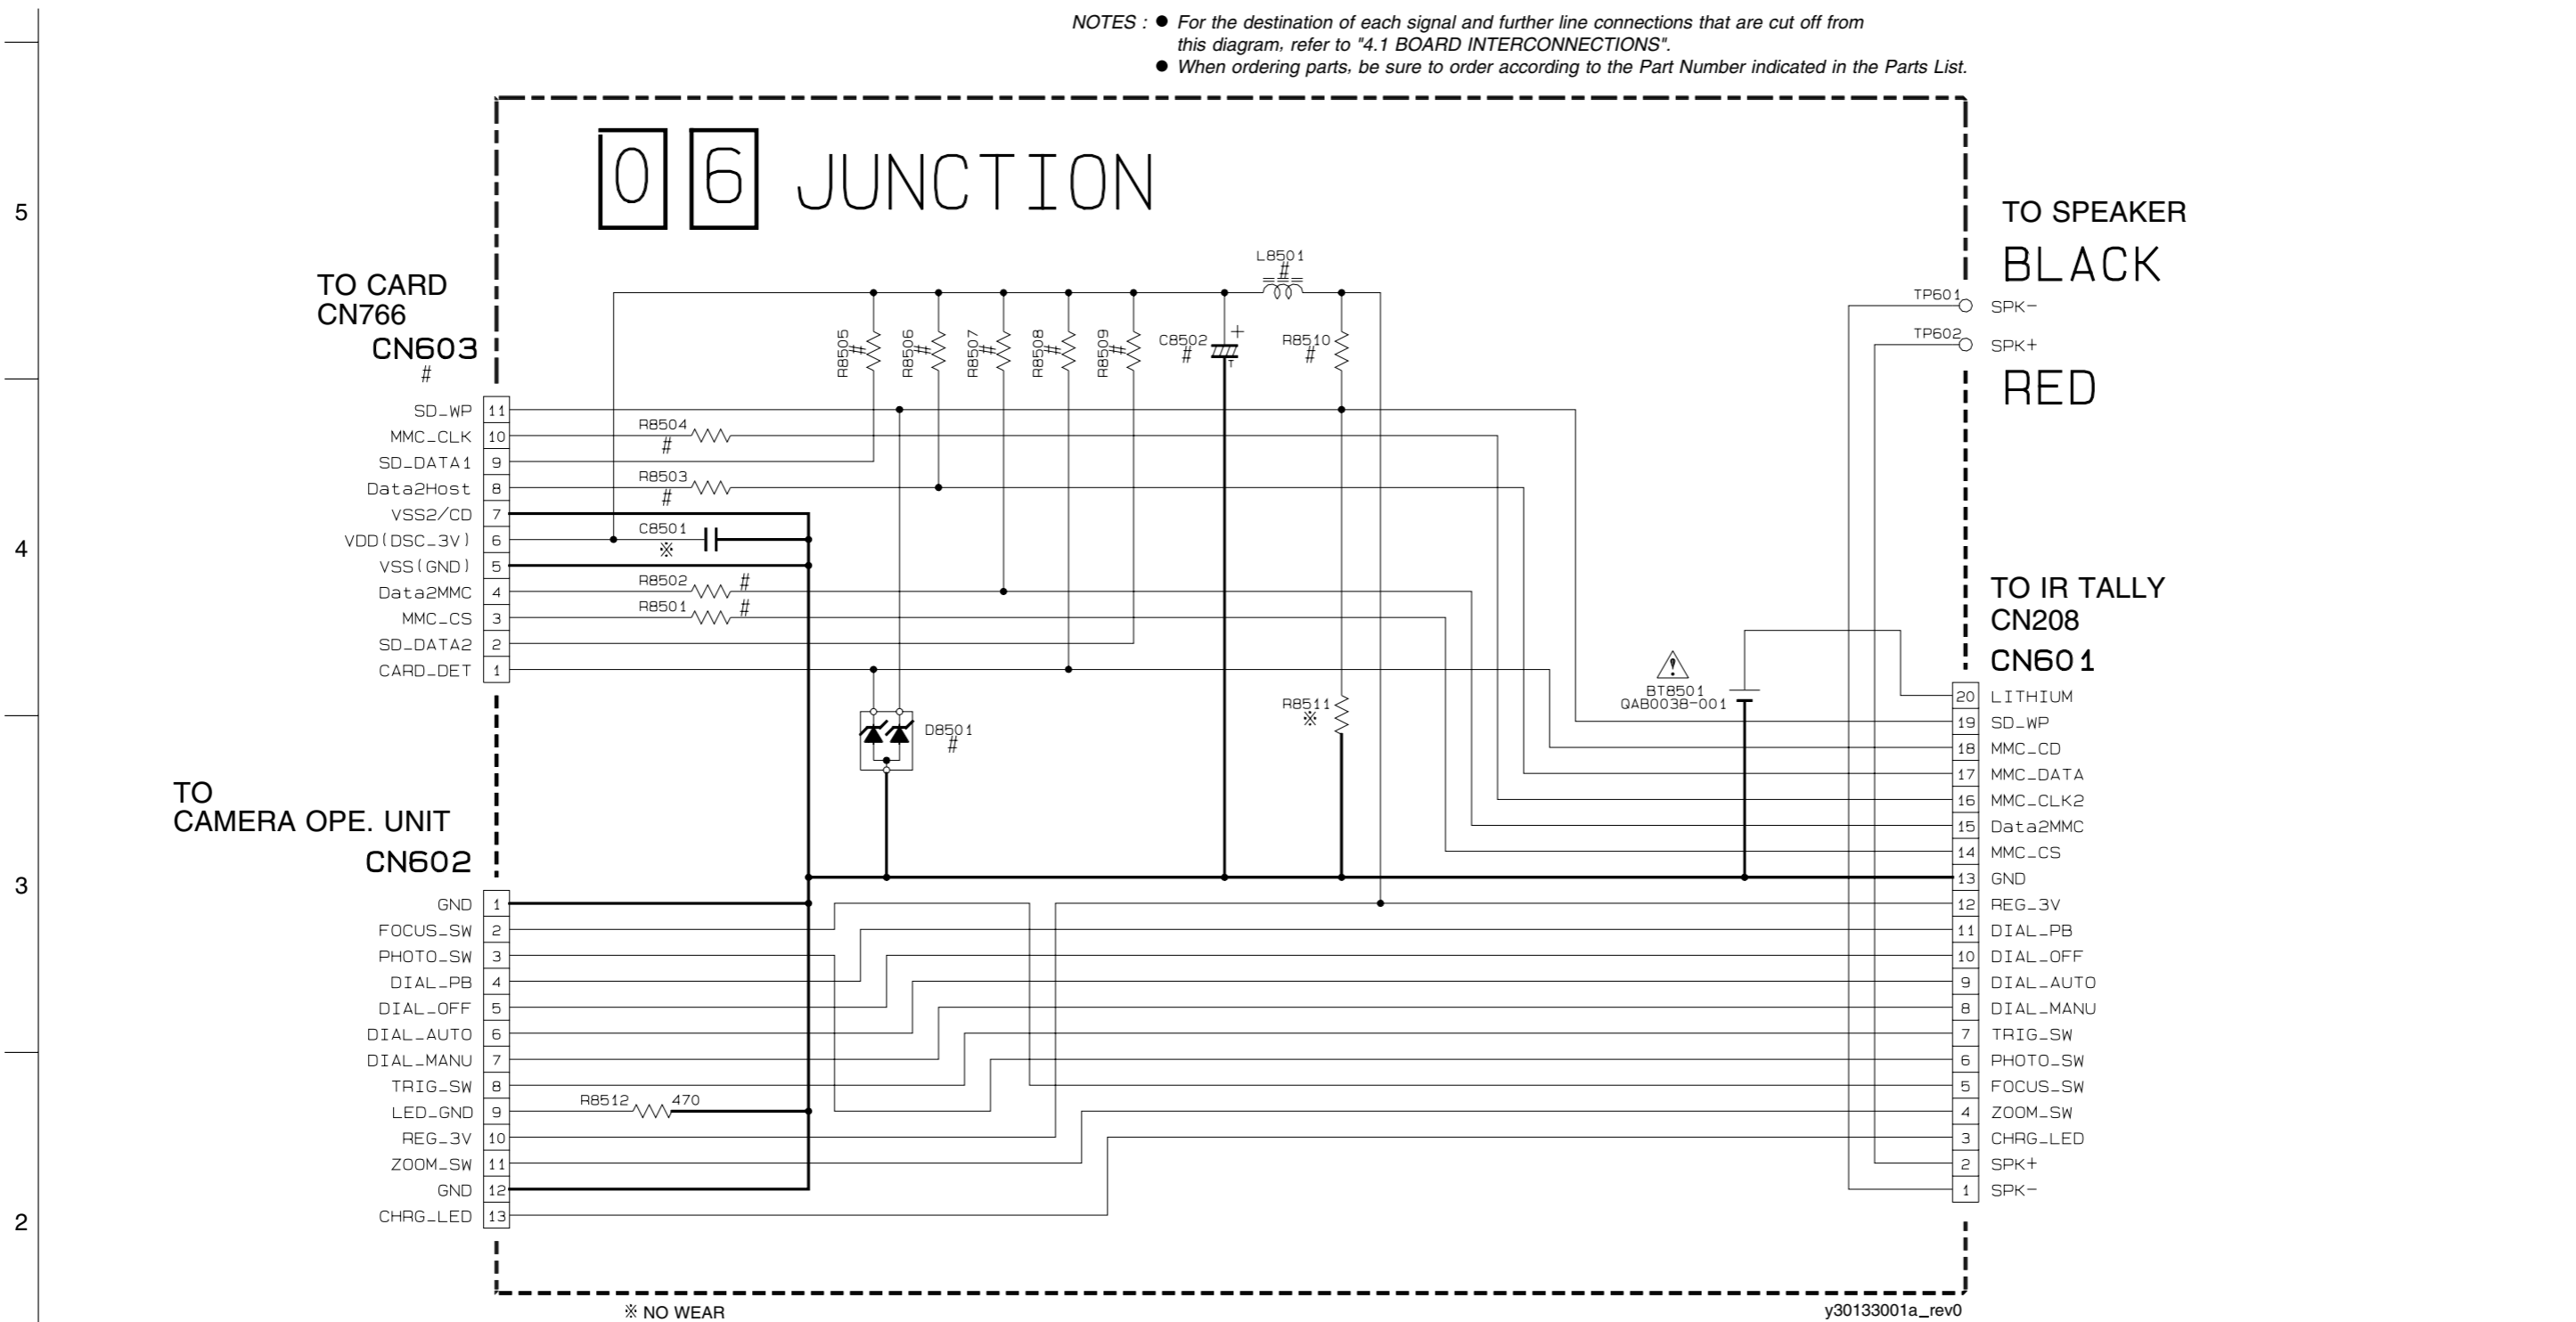 NOTES : ● For the destination of each signal and further line connections that are cut off from
this diagram, refer to "4.1 BOARD INTERCONNECTIONS".
● When ordering parts, be sure to order according to the Part Number indicated in the Parts List.
5
4
3
2
0 6 JUNCTION
TO CARD
CN766
CN603
#
SD_WP 11
MMC_CLK 10
SD_DATA1 9
Data2Host 8
VSS2/CD 7
VDD(DSC_3V) 6
VSS(GND) 5
Data2MMC 4
MMC_CS 3
SD_DATA2 2
CARD_DET 1
TO
CAMERA OPE. UNIT
CN602
GND 1
FOCUS_SW 2
PHOTO_SW 3
DIAL_PB 4
DIAL_OFF 5
DIAL_AUTO 6
DIAL_MANU 7
TRIG_SW 8
LED_GND 9
REG_3V 10
ZOOM_SW 11
GND 12
CHRG_LED 13
L8501
#
R8505
#
R8506
#
R8507
#
R8508
#
R8509
#
C8502
#
+
T
R8510
#
R8504
#
R8503
#
C8501
※
R8502 #
R8501 #
D8501
#
R8511
※
BT8501
QAB0038-001
!
R8512 470
TO SPEAKER
BLACK
TP601 SPK-
TP602 SPK+
RED
TO IR TALLY
CN208
CN601
20 LITHIUM
19 SD_WP
18 MMC_CD
17 MMC_DATA
16 MMC_CLK2
15 Data2MMC
14 MMC_CS
13 GND
12 REG_3V
11 DIAL_PB
10 DIAL_OFF
9 DIAL_AUTO
8 DIAL_MANU
7 TRIG_SW
6 PHOTO_SW
5 FOCUS_SW
4 ZOOM_SW
3 CHRG_LED
2 SPK+
1 SPK-
※ NO WEAR
y30133001a_rev0